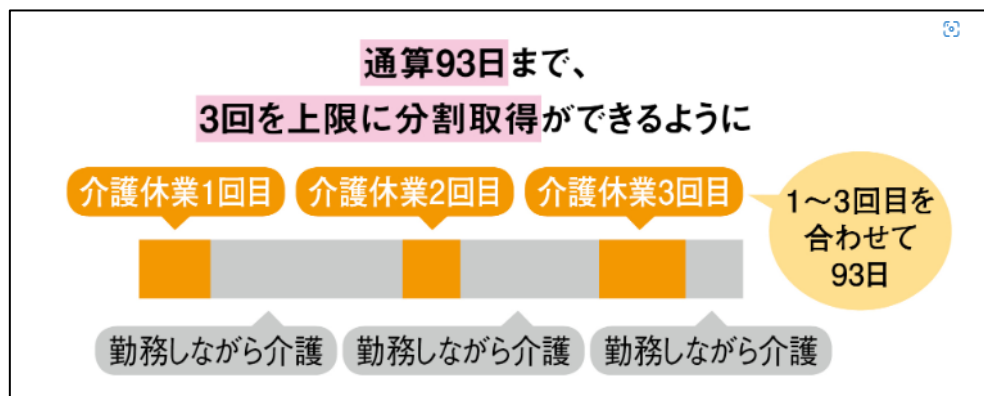 通算93日まで、
3回を上限に分割取得ができるように
介護休業1回目
介護休業2回目
介護休業3回目
1～3回目を
合わせて
93日
勤務しながら介護
勤務しながら介護
勤務しながら介護